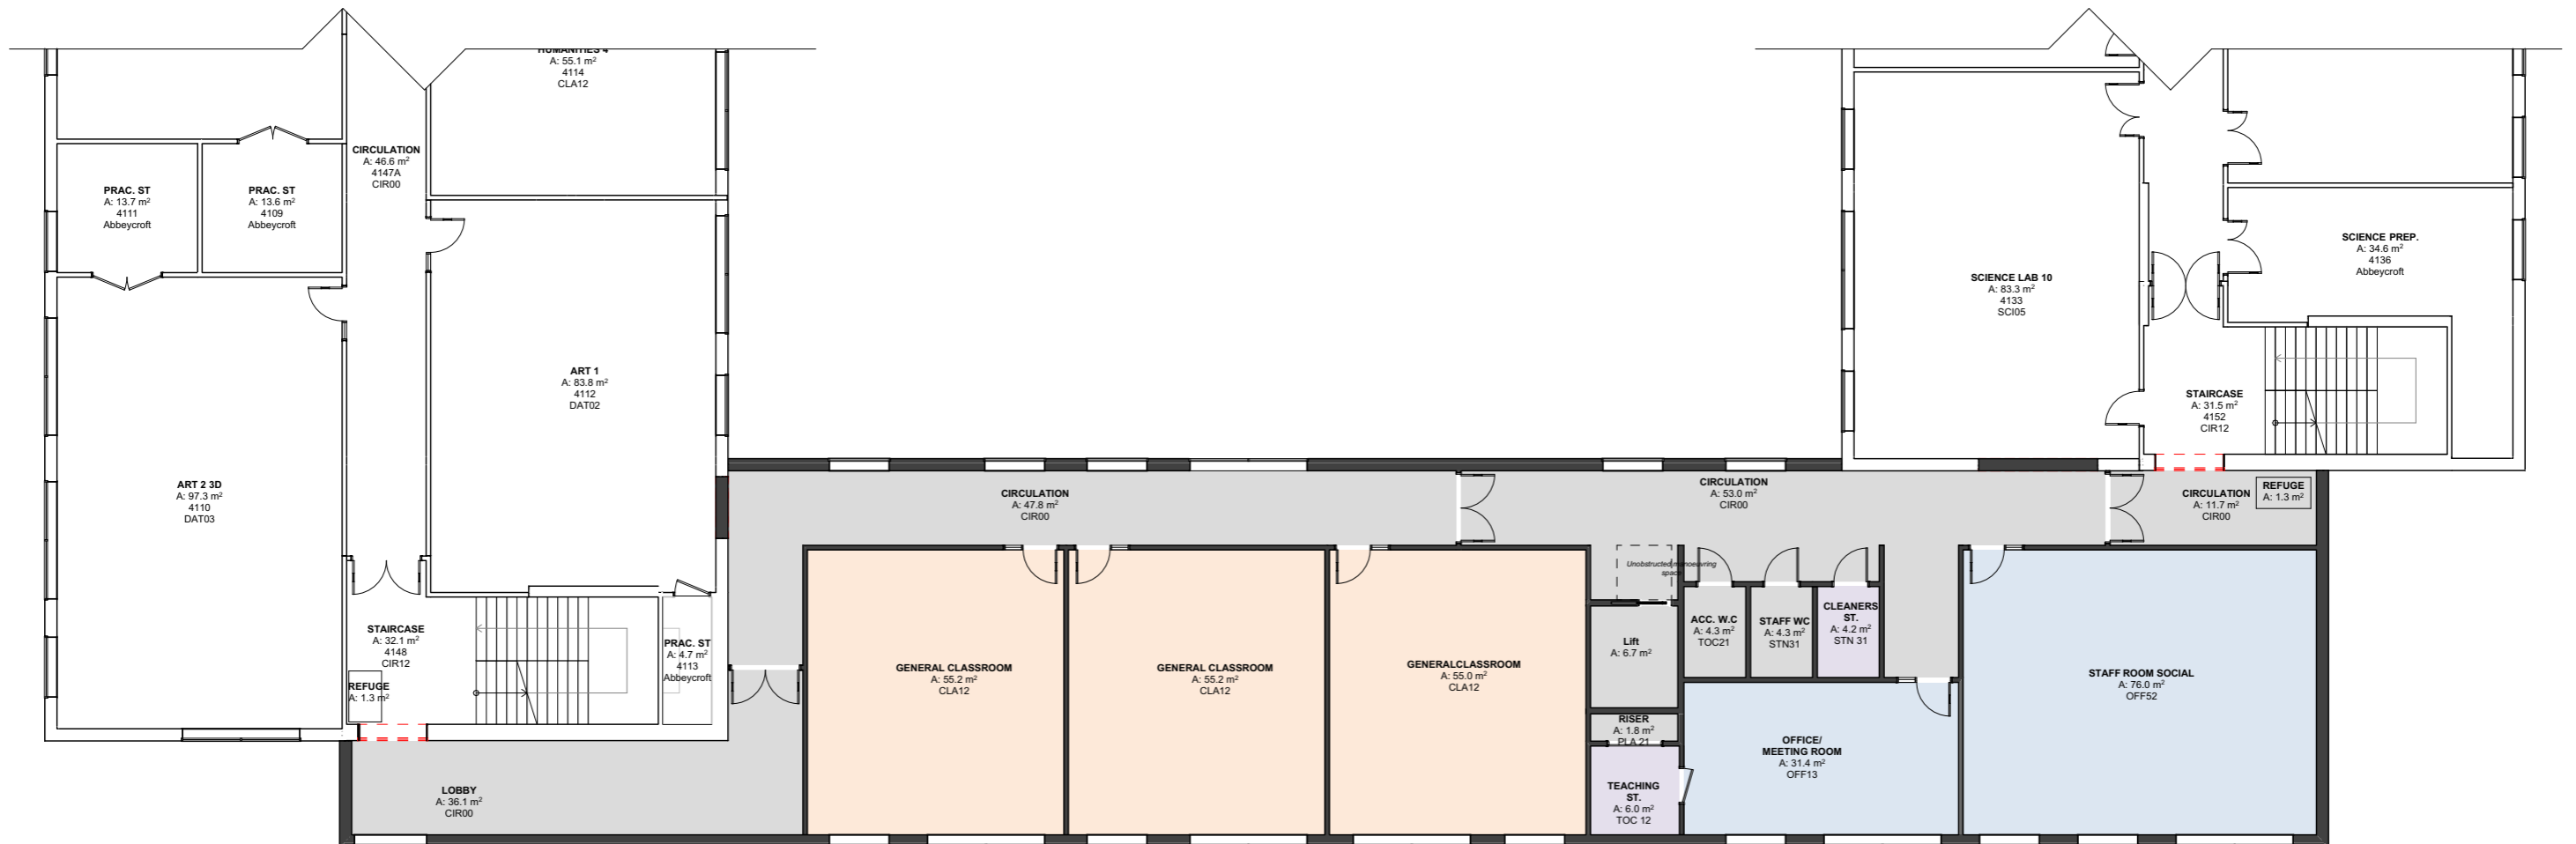 HUMANITIES 4
A: 55.1 m²
4114
CLA12
CIRCULATION
A: 46.6 m²
4147A
CIR00
PRAC. ST
A: 13.7 m²
4111
Abbeycroft
PRAC. ST
A: 13.6 m²
4109
Abbeycroft
SCIENCE PREP.
A: 34.6 m²
4136
Abbeycroft
SCIENCE LAB 10
A: 83.3 m²
4133
SCI05
ART 1
A: 83.8 m²
4112
DAT02
STAIRCASE
A: 31.5 m²
4152
CIR12
ART 2 3D
A: 97.3 m²
4110
DAT03
CIRCULATION
A: 47.8 m²
CIR00
CIRCULATION
A: 53.0 m²
CIR00
CIRCULATION
A: 11.7 m²
CIR00
REFUGE
A: 1.3 m²
Unobstructed manoeuvring
space
STAIRCASE
A: 32.1 m²
4148
CIR12
REFUGE
A: 1.3 m²
PRAC. ST
A: 4.7 m²
4113
Abbeycroft
GENERAL CLASSROOM
A: 55.2 m²
CLA12
GENERAL CLASSROOM
A: 55.2 m²
CLA12
GENERALCLASSROOM
A: 55.0 m²
CLA12
Lift
A: 6.7 m²
ACC. W.C
A: 4.3 m²
TOC21
STAFF WC
A: 4.3 m²
STN31
CLEANERS
ST.
A: 4.2 m²
STN 31
STAFF ROOM SOCIAL
A: 76.0 m²
OFF52
RISER
A: 1.8 m²
PLA 21
OFFICE/
MEETING ROOM
A: 31.4 m²
OFF13
TEACHING
ST.
A: 6.0 m²
TOC 12
LOBBY
A: 36.1 m²
CIR00